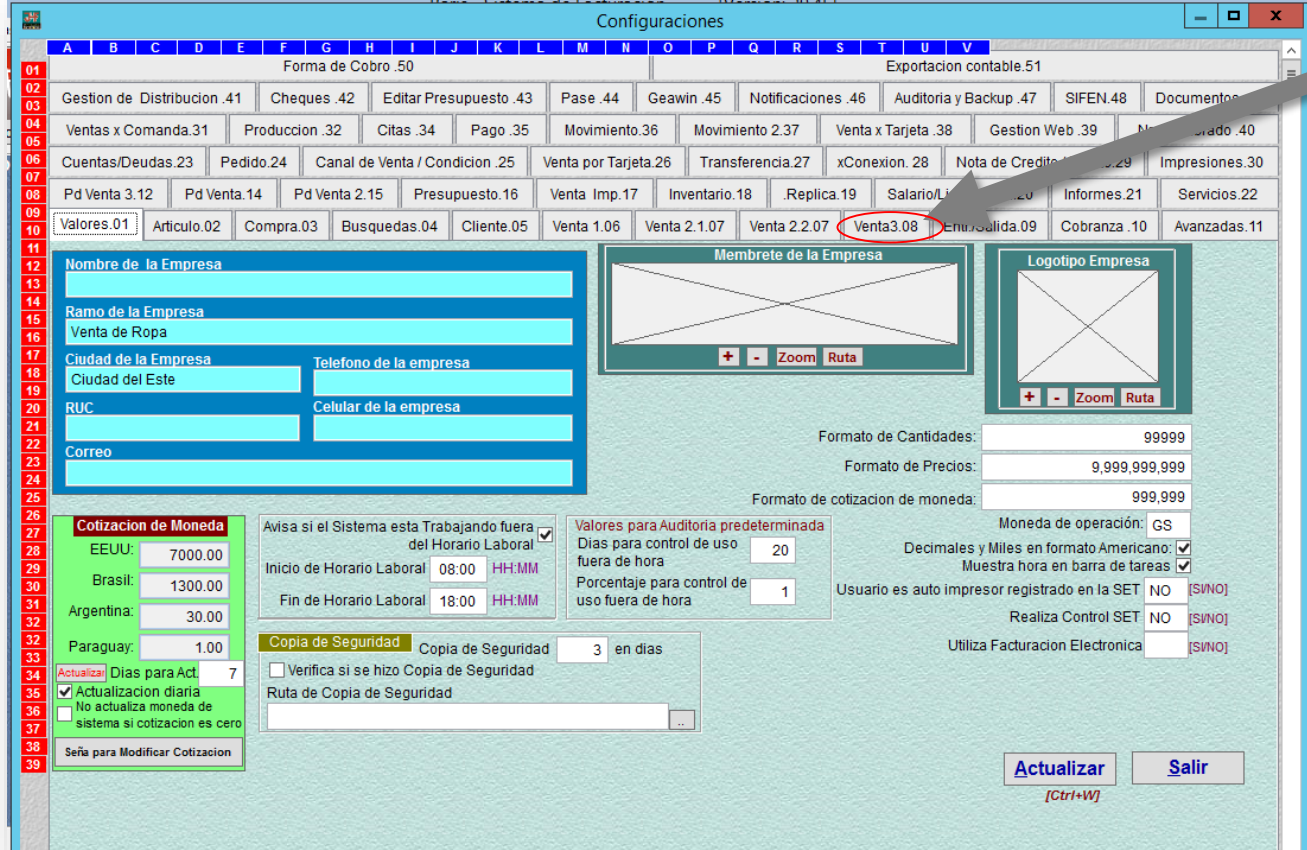 Configuraciones
A B C D E F G H I J K L M N O P Q R S T U V
01 Forma de Cobro .50 Exportacion contable.51
02
03 Gestion de Distribucion .41 Cheques .42 Editar Presupuesto .43 Pase .44 Geawin .45 Notificaciones .46 Auditoria y Backup .47 SIFEN.48 Documentos
04
05 Ventas x Comanda.31 Produccion .32 Citas .34 Pago .35 Movimiento.36 Movimiento 2.37 Venta x Tarjeta .38 Gestion Web .39 .40
06
07 Cuentas/Deudas.23 Pedido.24 Canal de Venta / Condicion .25 Venta por Tarjeta.26 Transferencia.27 xConexion. 28 Nota de Credito .29 Impresiones.30
08 Pd Venta 3.12 Pd Venta.14 Pd Venta 2.15 Presupuesto.16 Venta Imp.17 Inventario.18 .Replica.19 Informes.21 Servicios.22
09
10 Valores.01 Articulo.02 Compra.03 Busquedas.04 Cliente.05 Venta 1.06 Venta 2.1.07 Venta 2.2.07 Venta3.08 Entr./Salida.09 Cobranza .10 Avanzadas.11
11
12 Nombre de la Empresa Membrete de la Empresa Logotipo Empresa
13
14
15 Ramo de la Empresa
16 Venta de Ropa
17 Ciudad de la Empresa Telefono de la empresa + - Zoom Ruta
18 Ciudad del Este
19
20 RUC Celular de la empresa + - Zoom Ruta
21
22 Formato de Cantidades: 99999
23 Correo Formato de Precios: 9,999,999,999
24
25 Formato de cotizacion de moneda: 999,999
26
27 Cotizacion de Moneda Avisa si el Sistema esta Trabajando fuera Valores para Auditoria predeterminada Moneda de operación: GS
28 EEUU: 7000.00 del Horario Laboral Dias para control de uso 20 Decimales y Miles en formato Americano:
29 Inicio de Horario Laboral 08:00 HH:MM fuera de hora Muestra hora en barra de tareas
30 Brasil: 1300.00 Porcentaje para control de 1 Usuario es auto impresor registrado en la SET NO [SI/NO]
31 Argentina: 30.00 Fin de Horario Laboral 18:00 HH:MM uso fuera de hora
32 Realiza Control SET NO [SI/NO]
32 Paraguay: 1.00 Copia de Seguridad Copia de Seguridad 3 en dias Utiliza Facturacion Electronica [SI/NO]
33
34 Actualizar Dias para Act. 7 Verifica si se hizo Copia de Seguridad
35 Actualizacion diaria Ruta de Copia de Seguridad
36 No actualiza moneda de
37 sistema si cotizacion es cero ..
38 Seña para Modificar Cotizacion
39 Actualizar Salir
[Ctrl+W]